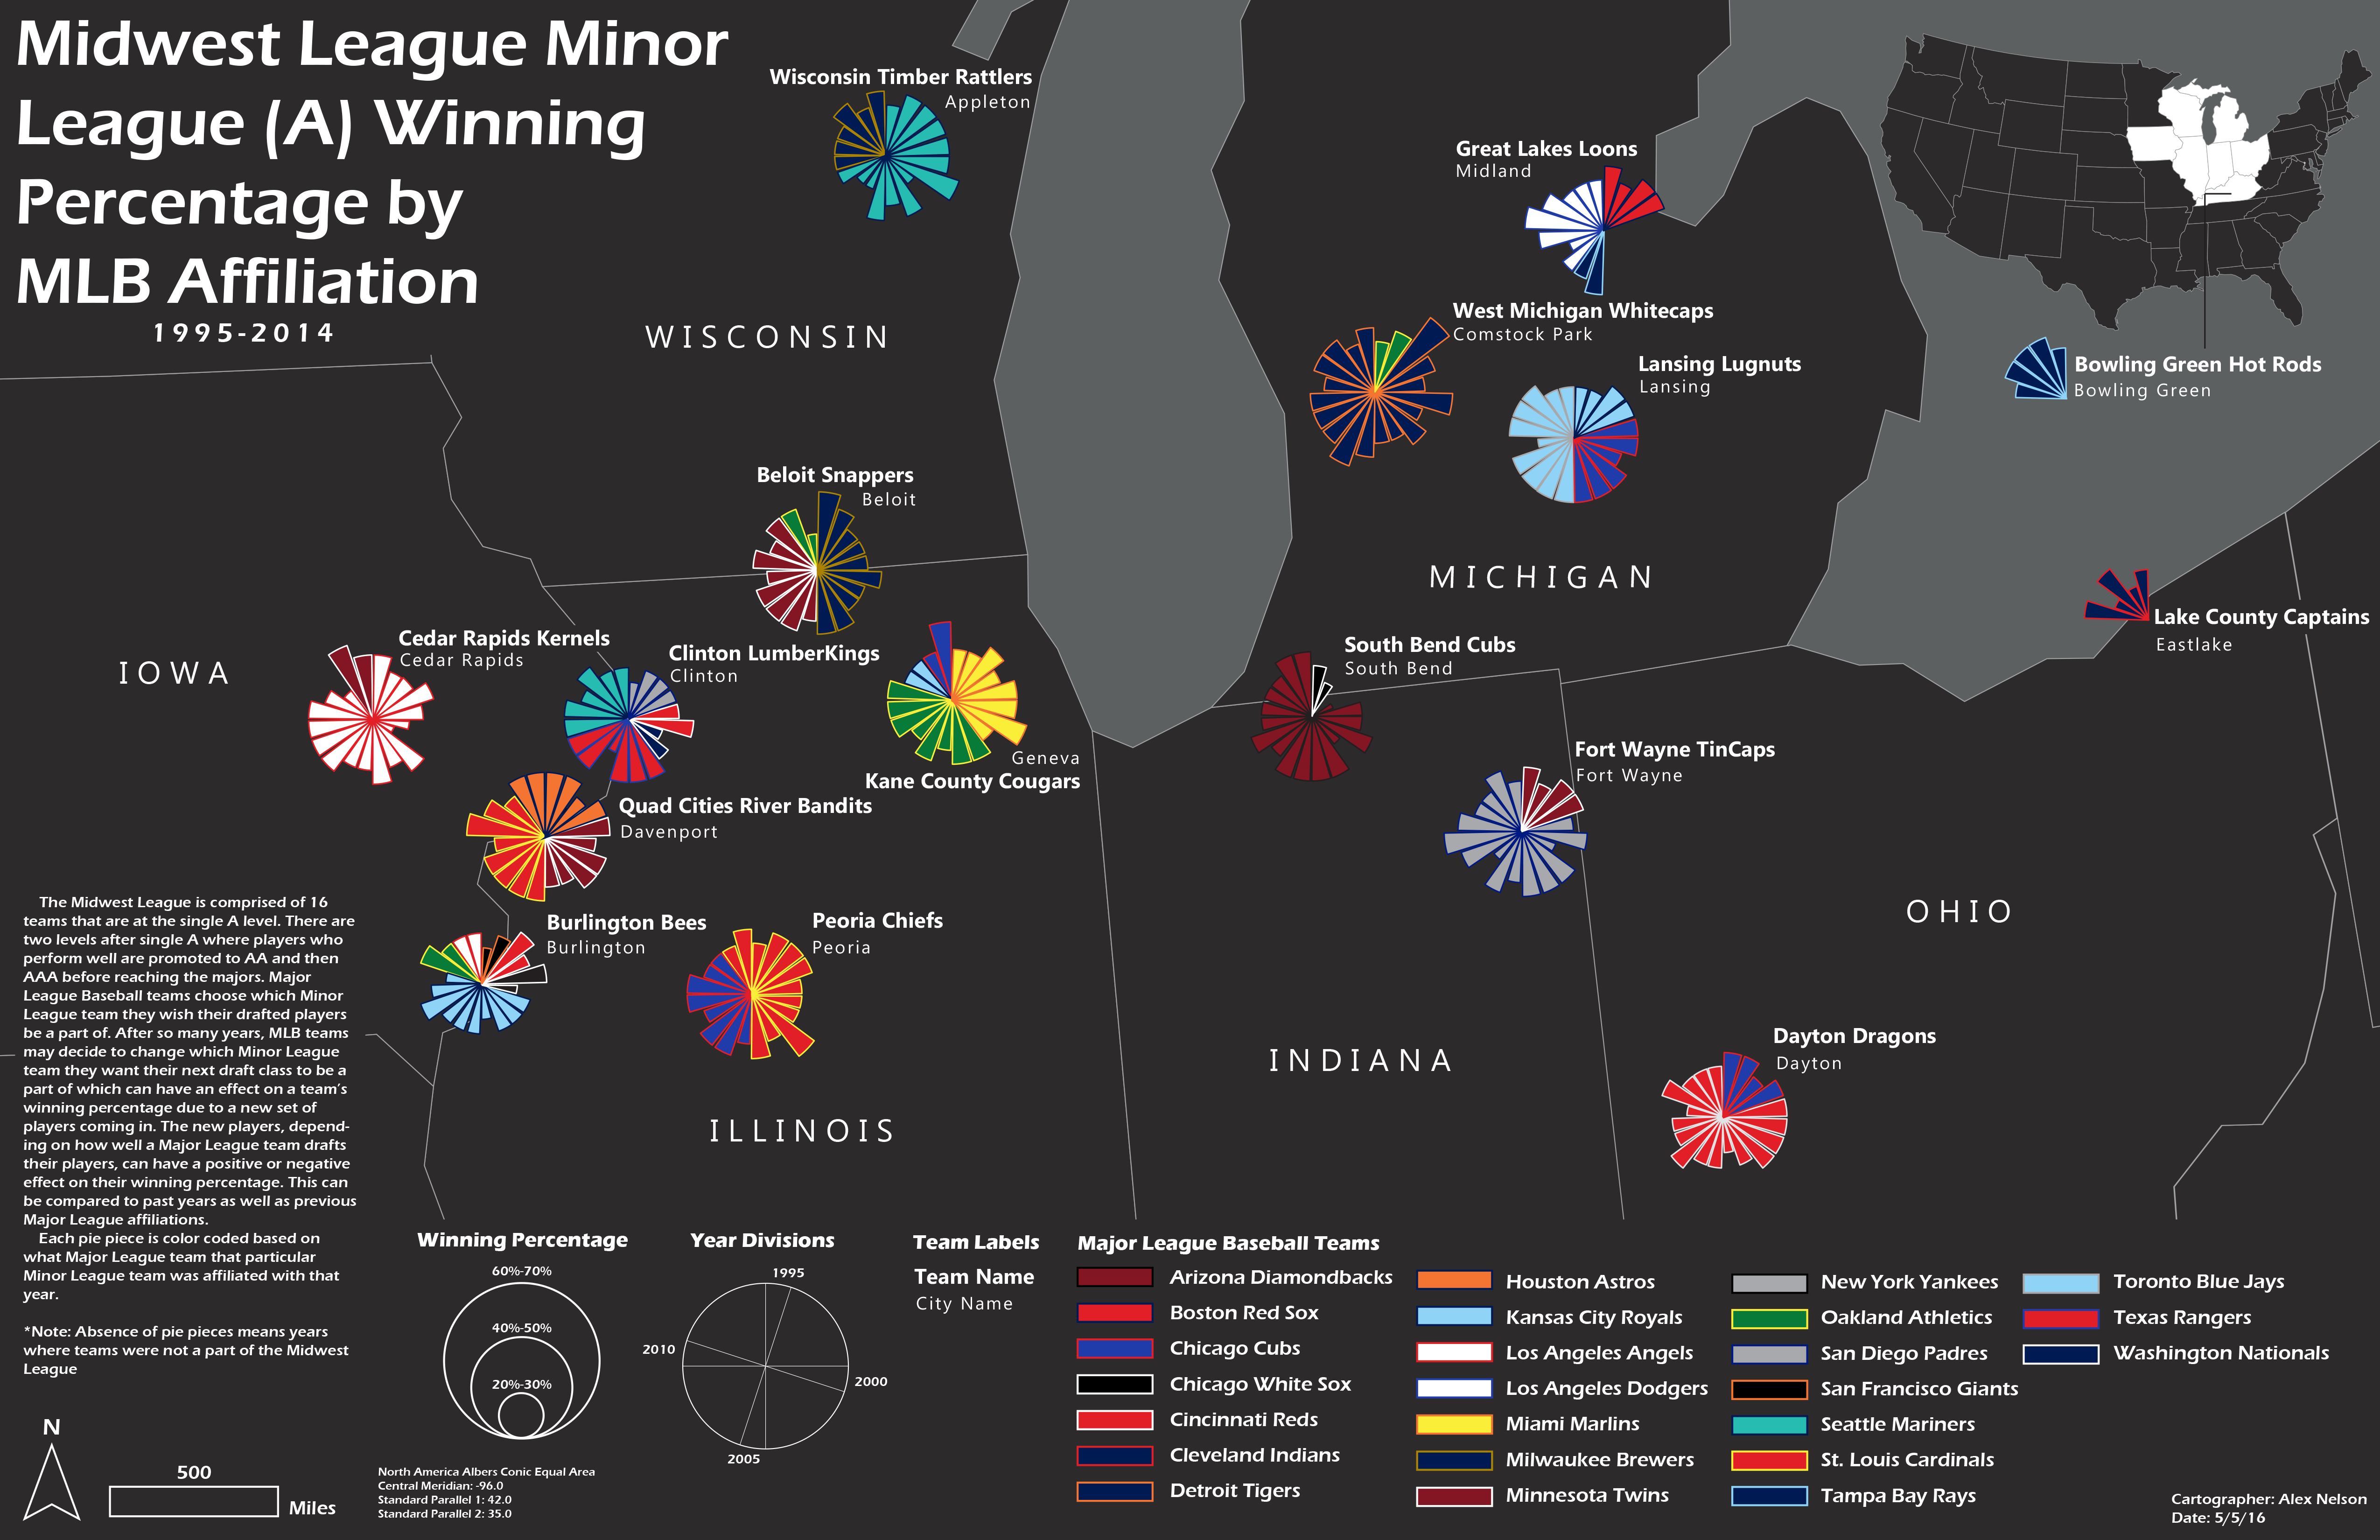 Midwest League Minor
League (A) Winning
Percentage by
MLB Affiliation
1995-2014
Wisconsin Timber Rattlers
Appleton
Great Lakes Loons
Midland
West Michigan Whitecaps
Comstock Park
Lansing Lugnuts
Lansing
Bowling Green Hot Rods
Bowling Green
WISCONSIN
Beloit Snappers
Beloit
MICHIGAN
Lake County Captains
Eastlake
IOWA
Cedar Rapids Kernels
Cedar Rapids
Clinton LumberKings
Clinton
Geneva
Kane County Cougars
South Bend Cubs
South Bend
Fort Wayne TinCaps
Fort Wayne
Quad Cities River Bandits
Davenport
Burlington Bees
Burlington
Peoria Chiefs
Peoria
OHIO
INDIANA
Dayton Dragons
Dayton
ILLINOIS
The Midwest League is comprised of 16
teams that are at the single A level. There are
two levels after single A where players who
perform well are promoted to AA and then
AAA before reaching the majors. Major
League Baseball teams choose which Minor
League team they wish their drafted players
be a part of. After so many years, MLB teams
may decide to change which Minor League
team they want their next draft class to be a
part of which can have an effect on a team's
winning percentage due to a new set of
players coming in. The new players, depend-
ing on how well a Major League team drafts
their players, can have a positive or negative
effect on their winning percentage. This can
be compared to past years as well as previous
Major League affiliations.
Each pie piece is color coded based on
what Major League team that particular
Minor League team was affiliated with that
year.
*Note: Absence of pie pieces means years
where teams were not a part of the Midwest
League
N
500
Miles
Winning Percentage
60%-70%
40%-50%
20%-30%
North America Albers Conic Equal Area
Central Meridian: -96.0
Standard Parallel 1: 42.0
Standard Parallel 2: 35.0
Year Divisions
1995
2010
2000
2005
Team Labels
Team Name
City Name
Major League Baseball Teams
Arizona Diamondbacks
Boston Red Sox
Chicago Cubs
Chicago White Sox
Cincinnati Reds
Cleveland Indians
Detroit Tigers
Houston Astros
Kansas City Royals
Los Angeles Angels
Los Angeles Dodgers
Miami Marlins
Milwaukee Brewers
Minnesota Twins
New York Yankees
Oakland Athletics
San Diego Padres
San Francisco Giants
Seattle Mariners
St. Louis Cardinals
Tampa Bay Rays
Toronto Blue Jays
Texas Rangers
Washington Nationals
Cartographer: Alex Nelson
Date: 5/5/16